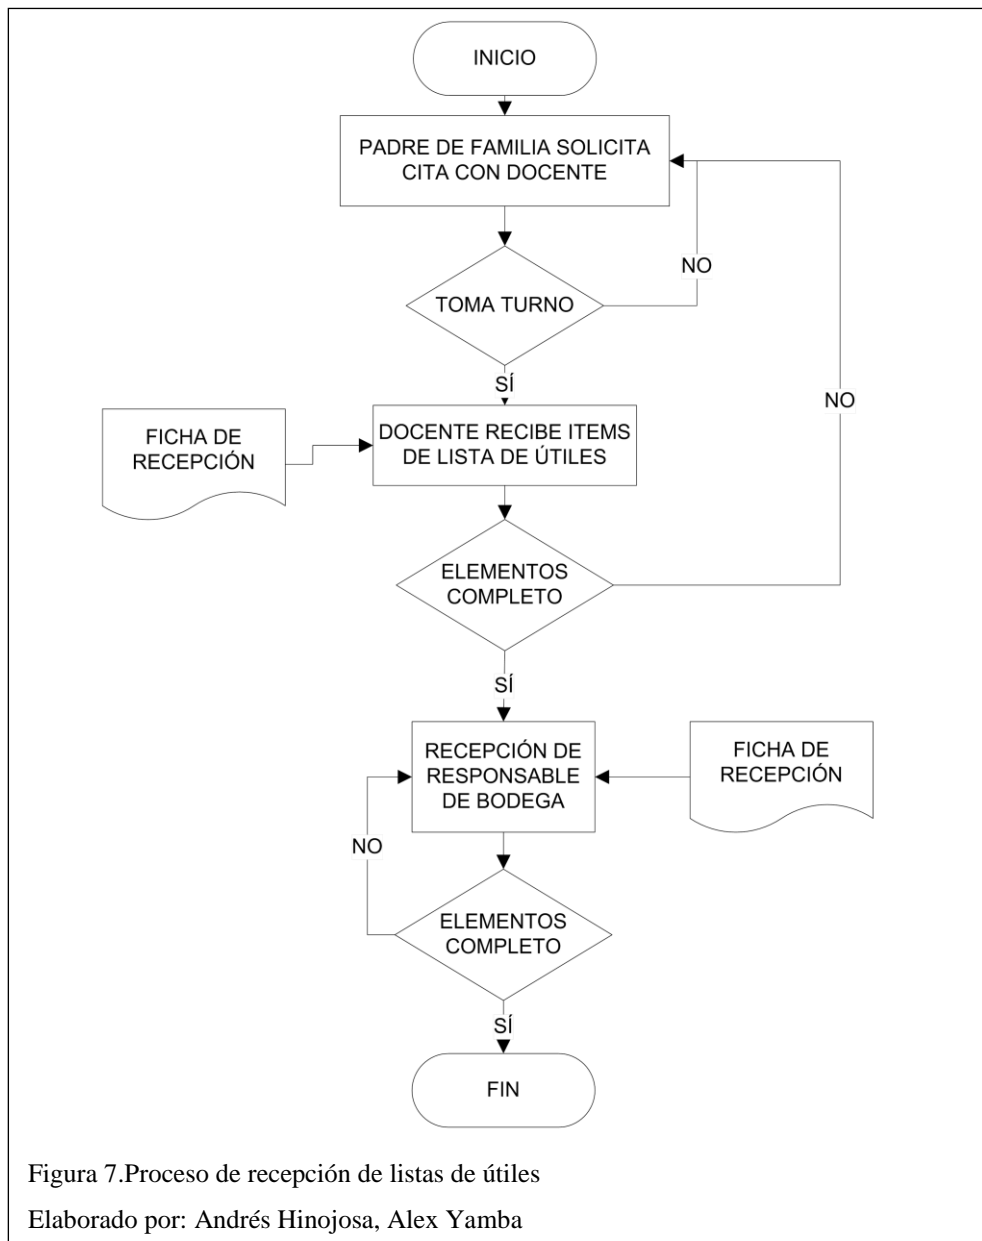 INICIO
PADRE DE FAMILIA SOLICITA
CITA CON DOCENTE
NO
TOMA TURNO
SÍ
NO
FICHA DE
RECEPCIÓN
DOCENTE RECIBE ITEMS
DE LISTA DE ÚTILES
ELEMENTOS
COMPLETO
SÍ
RECEPCIÓN DE
RESPONSABLE
DE BODEGA
FICHA DE
RECEPCIÓN
NO
ELEMENTOS
COMPLETO
SÍ
FIN
Figura 7.Proceso de recepción de listas de útiles
Elaborado por: Andrés Hinojosa, Alex Yamba